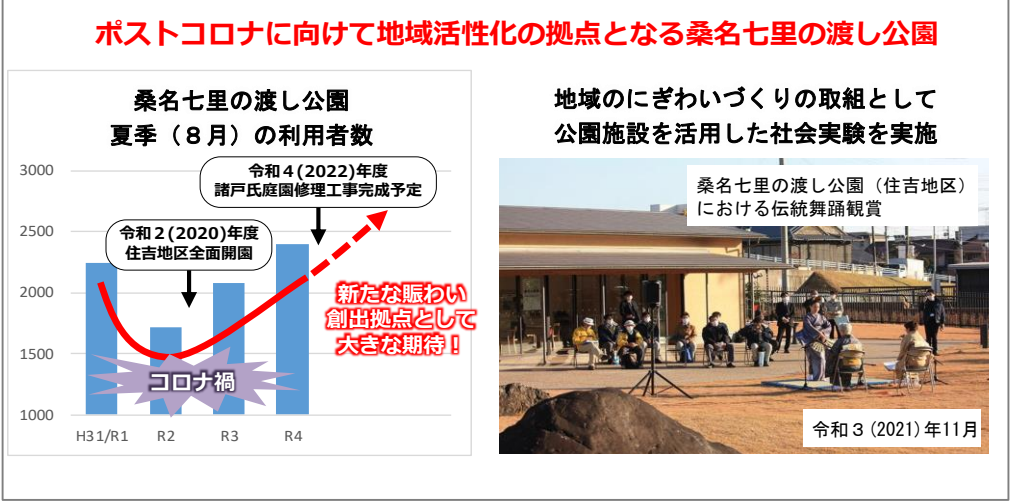 ポストコロナに向けて地域活性化の拠点となる桑名七里の渡し公園
桑名七里の渡し公園
夏季（８月）の利用者数
3000
2500
2000
1500
1000
令和４(2022)年度
諸戸氏庭園修理工事完成予定
令和２(2020)年度
住吉地区全面開園
新たな賑わい
創出拠点として
大きな期待！
コロナ禍
H31/R1
R2
R3
R4
地域のにぎわいづくりの取組として
公園施設を活用した社会実験を実施
桑名七里の渡し公園（住吉地区）
における伝統舞踊観賞
令和３(2021)年11月